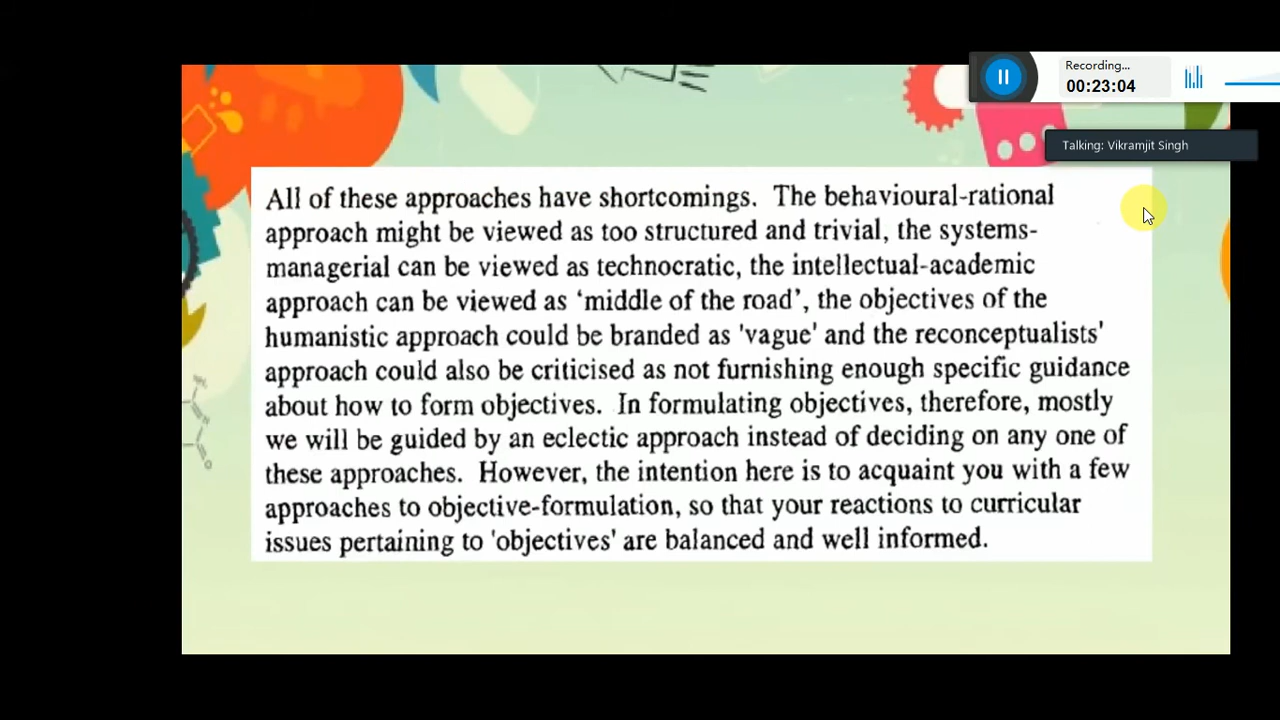 Recording...
00:23:04
Talking: Vikramjit Singh
All of these approaches have shortcomings. The behavioural-rational
approach might be viewed as too structured and trivial, the systems-
managerial can be viewed as technocratic, the intellectual-academic
approach can be viewed as ‘middle of the road’, the objectives of the
humanistic approach could be branded as 'vague' and the reconceptualists'
approach could also be criticised as not furnishing enough specific guidance
about how to form objectives. In formulating objectives, therefore, mostly
we will be guided by an eclectic approach instead of deciding on any one of
these approaches. However, the intention here is to acquaint you with a few
approaches to objective-formulation, so that your reactions to curricular
issues pertaining to 'objectives' are balanced and well informed.